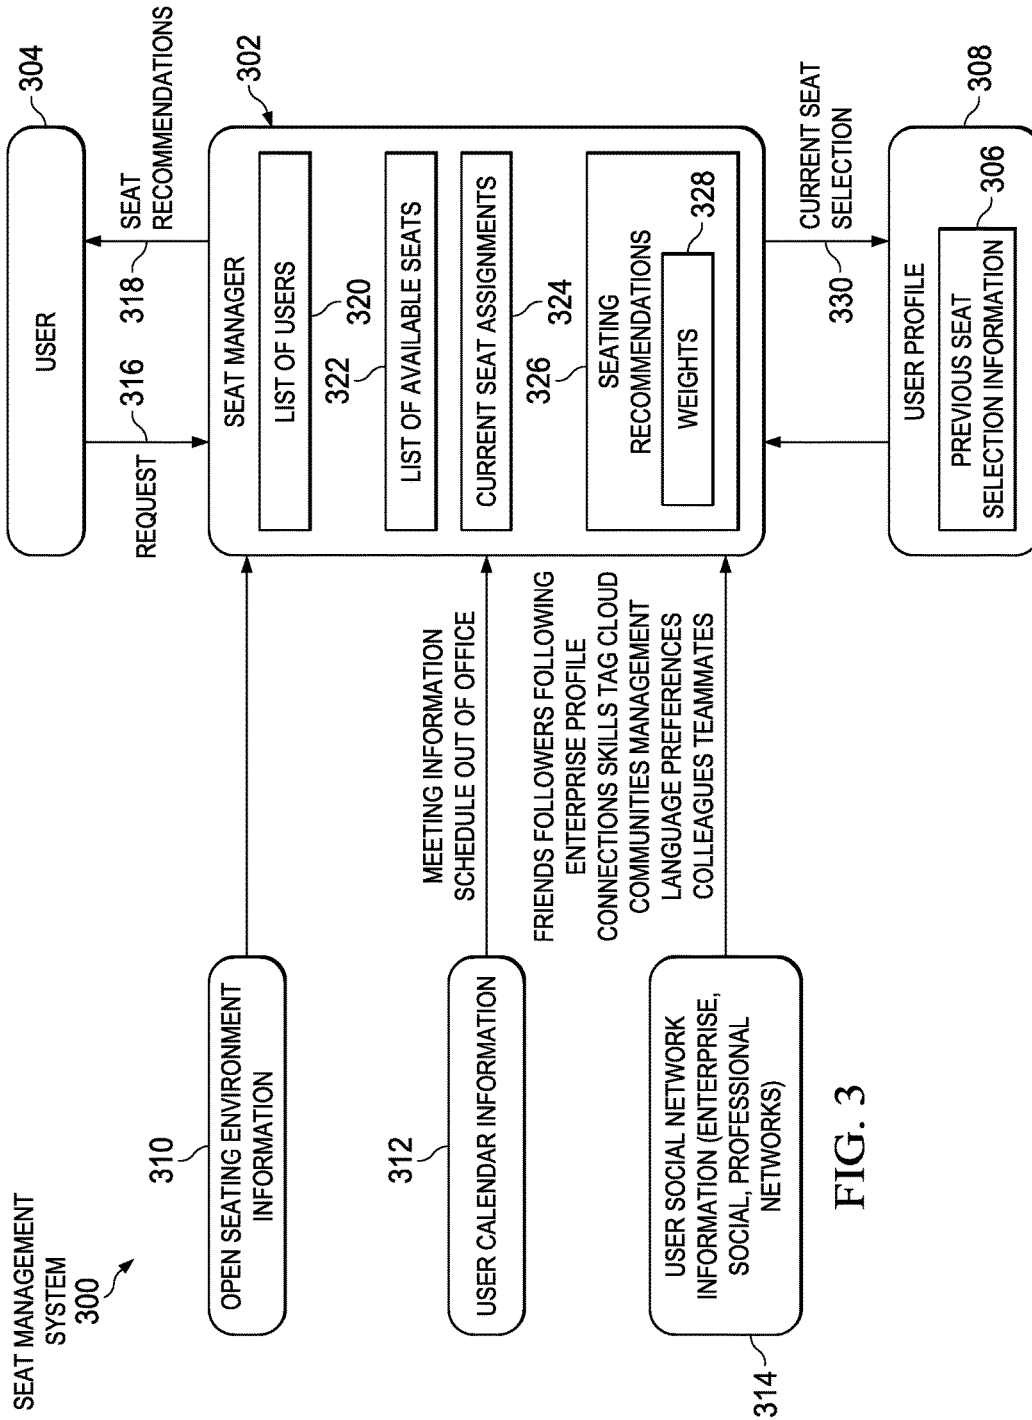 SEAT MANAGEMENT
SYSTEM
300
310
OPEN SEATING ENVIRONMENT
INFORMATION
312
USER CALENDAR INFORMATION
314
USER SOCIAL NETWORK
INFORMATION (ENTERPRISE,
SOCIAL, PROFESSIONAL
NETWORKS)
MEETING INFORMATION
SCHEDULE OUT OF OFFICE
FRIENDS FOLLOWERS FOLLOWING
ENTERPRISE PROFILE
CONNECTIONS SKILLS TAG CLOUD
COMMUNITIES MANAGEMENT
LANGUAGE PREFERENCES
COLLEAGUES TEAMMATES
304
USER
REQUEST
316
318
SEAT
RECOMMENDATIONS
302
SEAT MANAGER
LIST OF USERS
320
322
LIST OF AVAILABLE SEATS
CURRENT SEAT ASSIGNMENTS
324
326
SEATING
RECOMMENDATIONS
328
WEIGHTS
330
CURRENT SEAT
SELECTION
308
USER PROFILE
306
PREVIOUS SEAT
SELECTION INFORMATION
FIG. 3